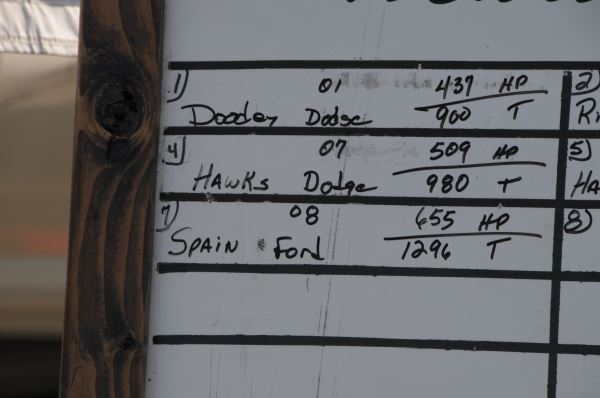 1) 01 437 HP
Dooley Dodge 900 T
4) 07 509 HP
Hawks Dodge 980 T
7) 08 655 HP
Spain Ford 1296 T
2)
5)
8)